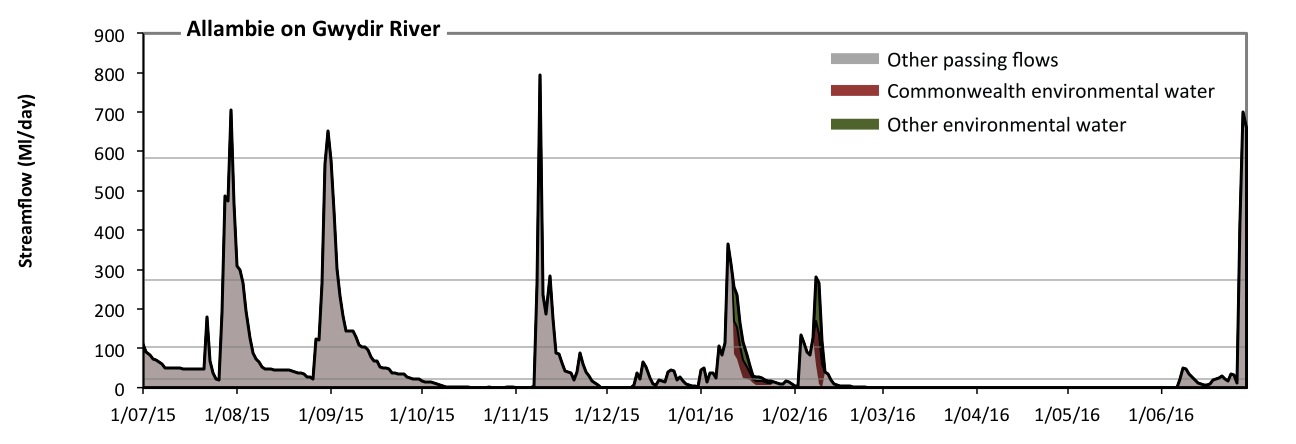 Allambie on Gwydir River
Streamflow (Ml/day)
900
800
700
600
500
400
300
200
100
0
Other passing flows
Commonwealth environmental water
Other environmental water
1/07/15 1/08/15 1/09/15 1/10/15 1/11/15 1/12/15 1/01/16 1/02/16 1/03/16 1/04/16 1/05/16 1/06/16